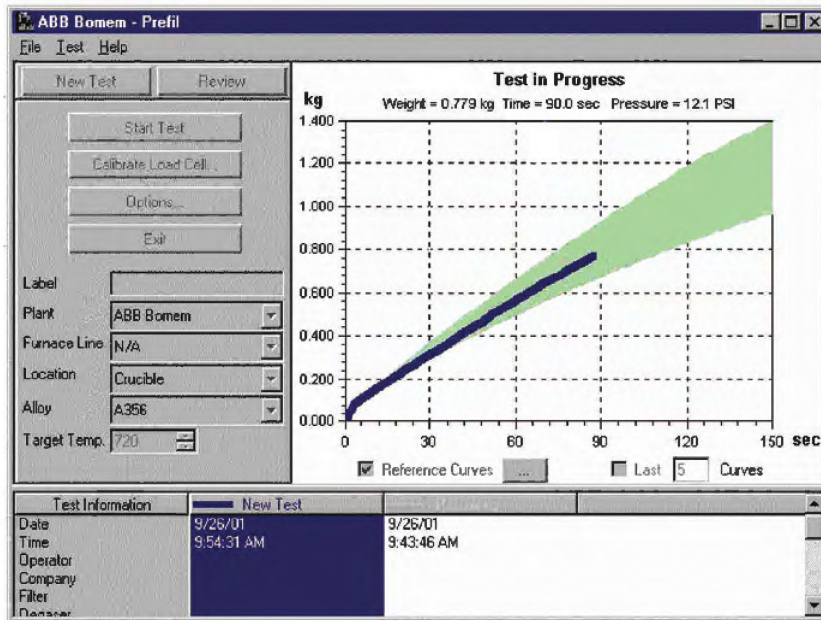 ABB Bomem - Prefil
File Test Help
New Test Review
Start Test
Calibrate Load Cell...
Options...
Exit
Label
Plant ABB Bomem
Furnace Line N/A
Location Crucible
Alloy A356
Target Temp. 720
Test in Progress
kg Weight = 0.779 kg Time = 90.0 sec Pressure = 12.1 PSI
1.400
1.200
1.000
0.800
0.600
0.400
0.200
0.000
0 30 60 90 120 150 sec
Reference Curves ... Last 5 Curves
Test Information New Test
Date 9/26/01 9/26/01
Time 9:54:31 AM 9:43:46 AM
Operator
Company
Filter
Degaser